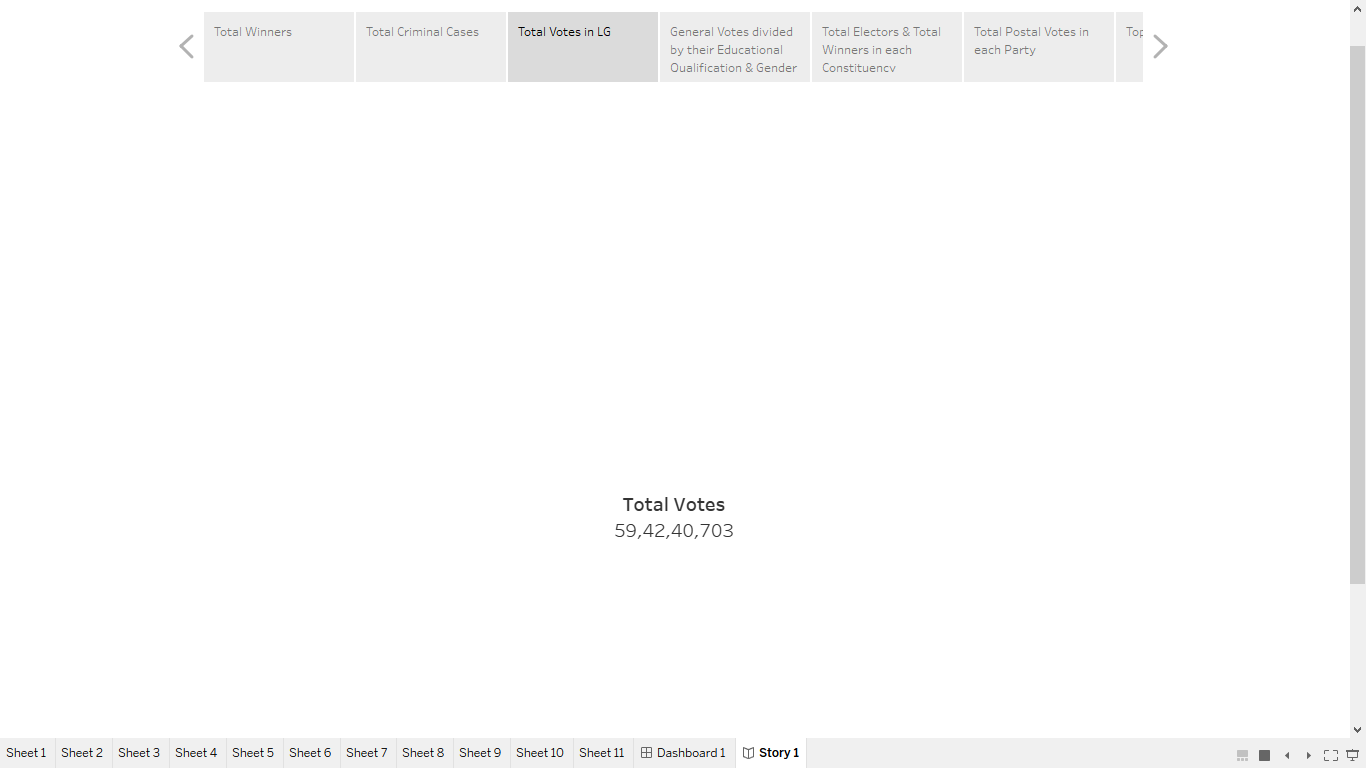 Total Winners
Total Criminal Cases
Total Votes in LG
General Votes divided
by their Educational
Qualification & Gender
Total Electors & Total
Winners in each
Constituency
Total Postal Votes in
each Party
Total Votes
59,42,40,703
Sheet 1
Sheet 2
Sheet 3
Sheet 4
Sheet 5
Sheet 6
Sheet 7
Sheet 8
Sheet 9
Sheet 10
Sheet 11
Dashboard 1
Story 1